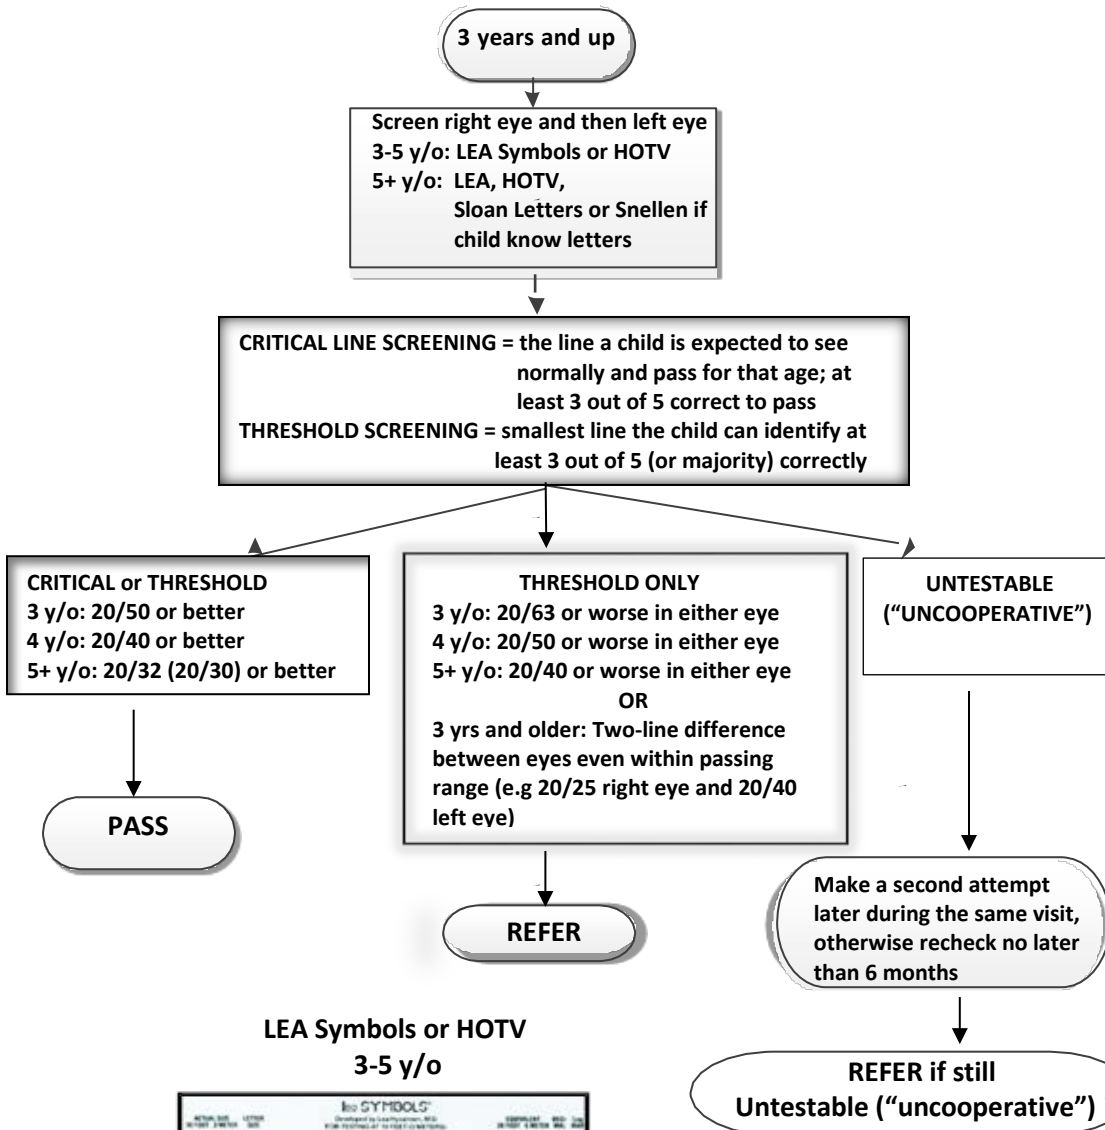 3 years and up
Screen right eye and then left eye
3-5 y/o: LEA Symbols or HOTV
5+ y/o: LEA, HOTV,
Sloan Letters or Snellen if
child know letters
CRITICAL LINE SCREENING = the line a child is expected to see
normally and pass for that age; at
least 3 out of 5 correct to pass
THRESHOLD SCREENING = smallest line the child can identify at
least 3 out of 5 (or majority) correctly
CRITICAL or THRESHOLD
3 y/o: 20/50 or better
4 y/o: 20/40 or better
5+ y/o: 20/32 (20/30) or better
PASS
THRESHOLD ONLY
3 y/o: 20/63 or worse in either eye
4 y/o: 20/50 or worse in either eye
5+ y/o: 20/40 or worse in either eye
OR
3 yrs and older: Two-line difference
between eyes even within passing
range (e.g 20/25 right eye and 20/40
left eye)
REFER
UNTESTABLE
(“UNCOOPERATIVE”)
Make a second attempt
later during the same visit,
otherwise recheck no later
than 6 months
REFER if still
Untestable (“uncooperative”)
LEA Symbols or HOTV
3-5 y/o
SYMBOLS